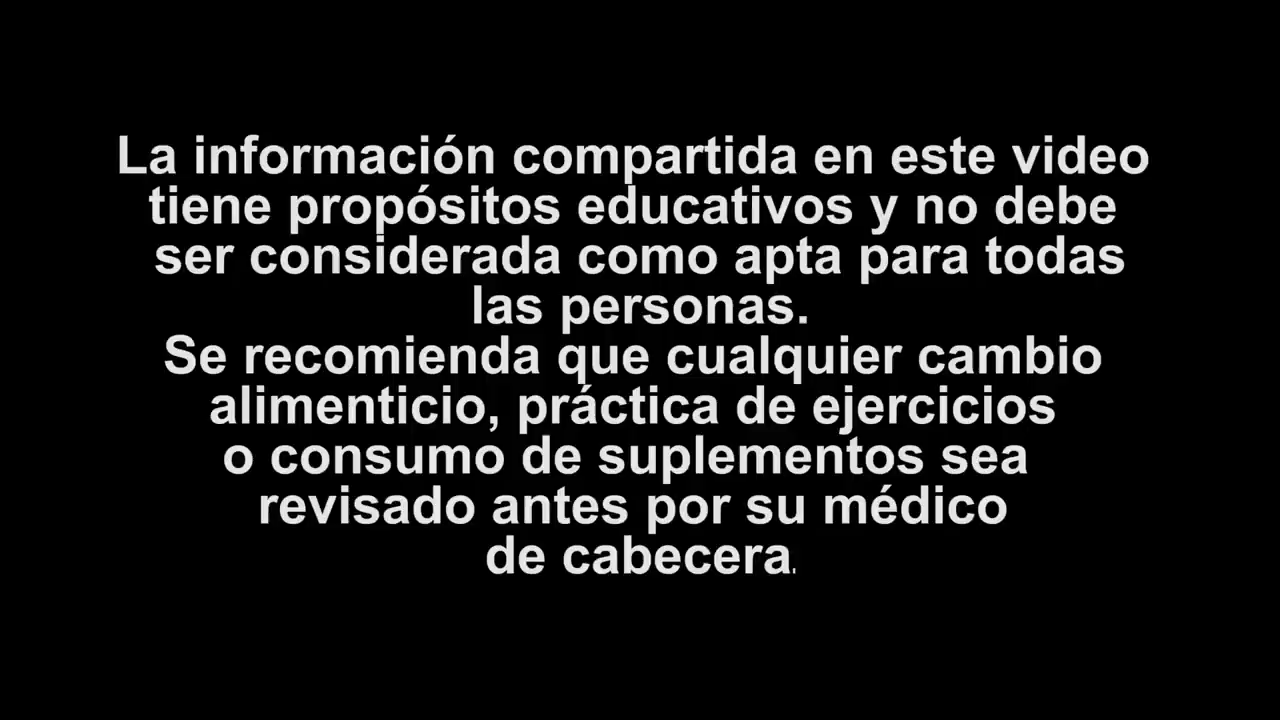 La información compartida en este video
tiene propósitos educativos y no debe
ser considerada como apta para todas
las personas.
Se recomienda que cualquier cambio
alimenticio, práctica de ejercicios
o consumo de suplementos sea
revisado antes por su médico
de cabecera.